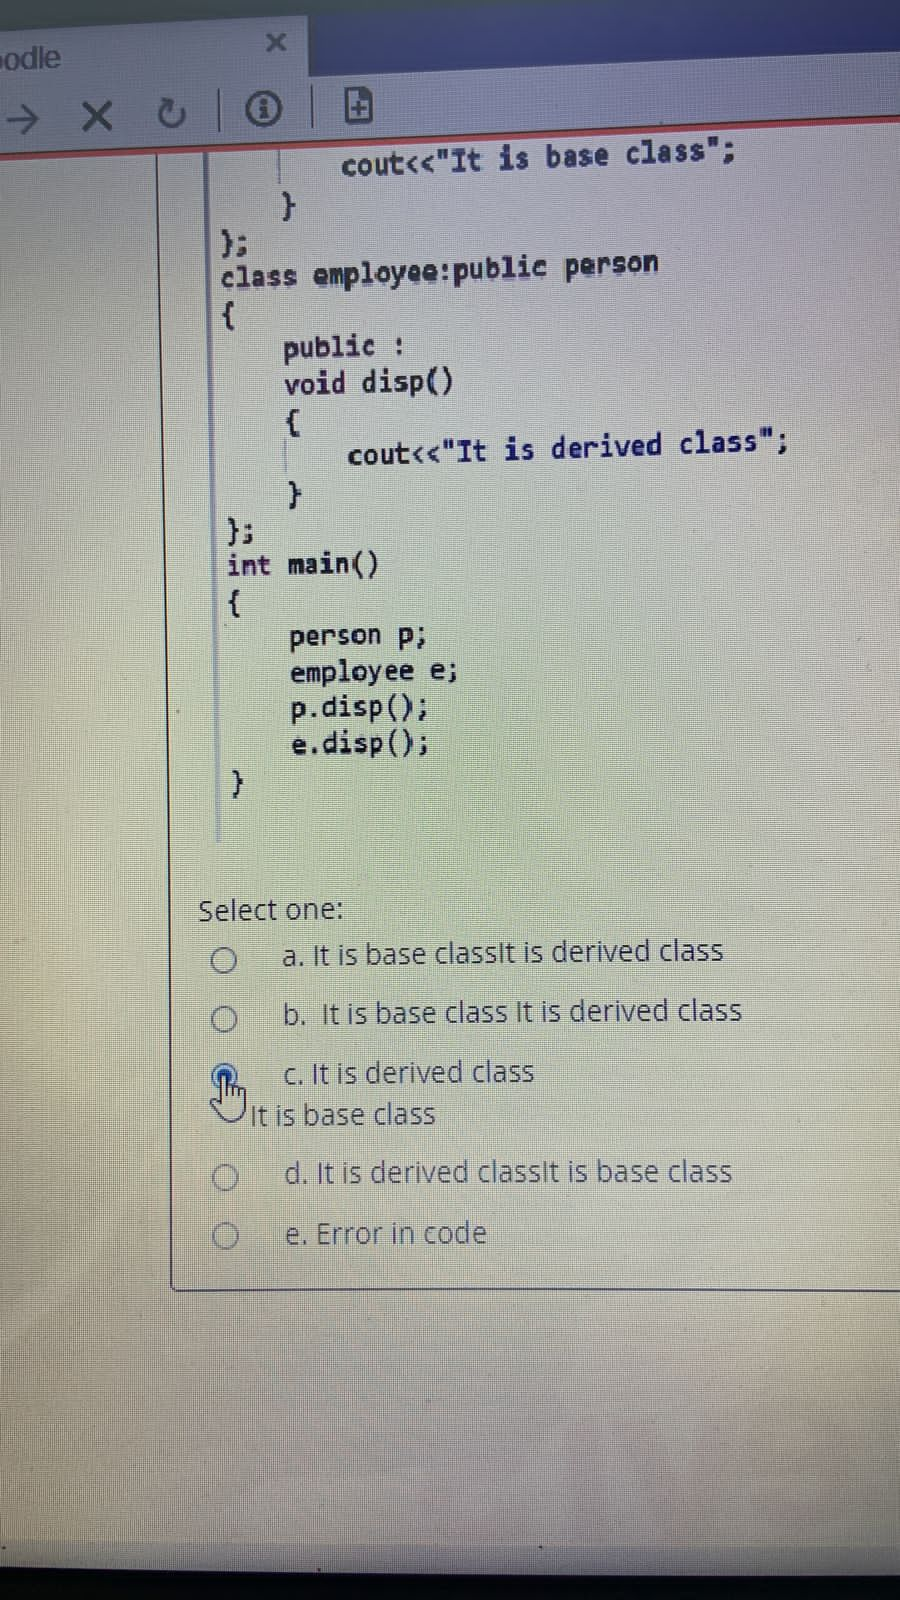 odle
cout<<"It is base class";
}
};
class employee:public person
{
public :
void disp()
{
cout<<"It is derived class";
}
};
int main()
{
person p;
employee e;
p.disp();
e.disp();
}
Select one:
a. It is base classIt is derived class
b. It is base class It is derived class
c. It is derived class
It is base class
d. It is derived classIt is base class
e. Error in code